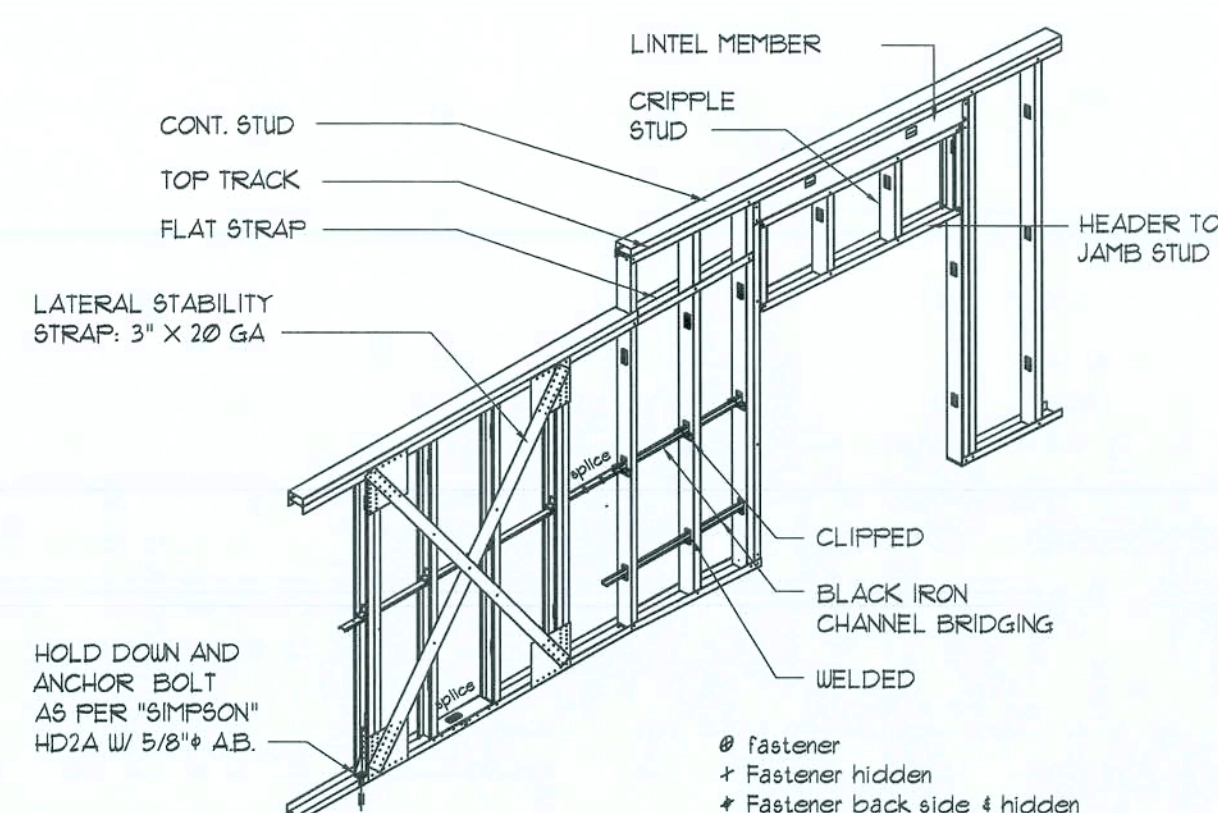 LINTEL MEMBER
CRIPPLE
STUD
CONT. STUD
TOP TRACK
FLAT STRAP
HEADER TO
JAMB STUD
LATERAL STABILITY
STRAP: 3" X 20 GA
splice
CLIPPED
BLACK IRON
CHANNEL BRIDGING
HOLD DOWN AND
ANCHOR BOLT
AS PER "SIMPSON"
HD2A W/ 5/8"φ A.B.
splice
WELDED
fastener
Fastener hidden
Fastener back side & hidden